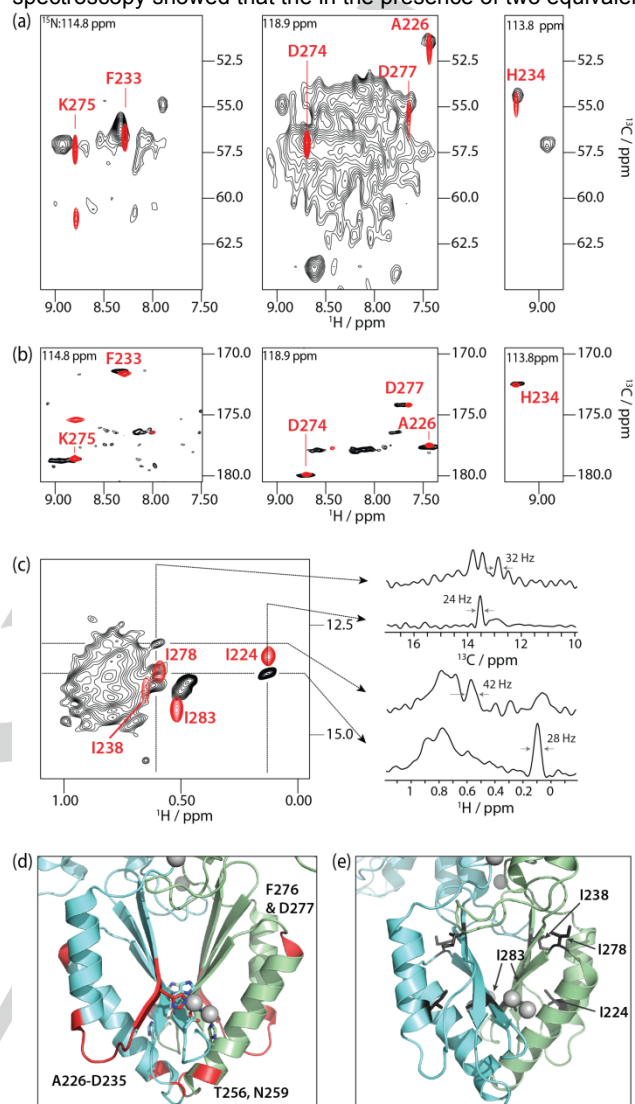 spectroscopy showed that the in the presence of two equivale
(a) ¹⁵N:114.8 ppm 118.9 ppm A226 113.8 ppm
D274 H234
F233 D277
K275
52.5 52.5 52.5
55.0 55.0 55.0
57.5 57.5 57.5
60.0 60.0 60.0
62.5 62.5 62.5
¹³C / ppm
9.00 8.50 8.00 7.50 9.00 8.50 8.00 7.50 9.00
¹H / ppm ¹H / ppm
(b) 114.8 ppm 118.9 ppm 113.8ppm
170.0 170.0 170.0
F233 D277 H234
D274 A226
K275
175.0 175.0 175.0
180.0 180.0 180.0
¹³C / ppm
9.00 8.50 8.00 7.50 9.00 8.50 8.00 7.50 9.00
¹H / ppm ¹H / ppm
(c)
32 Hz
12.5 24 Hz
16 14 12 10
¹³C / ppm
I278 I224
I283 42 Hz
I238
15.0 28 Hz
1.00 0.50 0.00
¹H / ppm
1 0.8 0.6 0.4 0.2 0
¹H / ppm
(d) (e)
F276
& D277
I238
I278
I283
I224
A226-D235 T256, N259